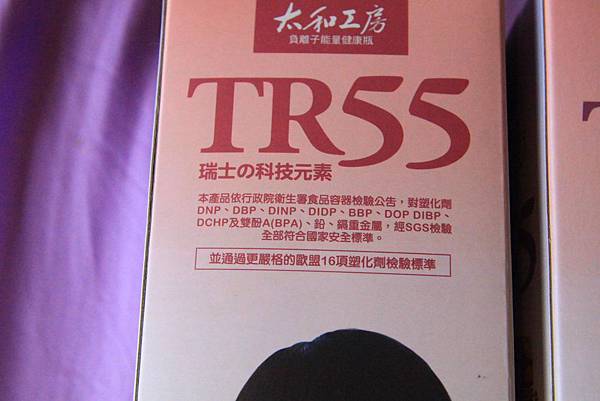 太和工房
負離子能量健康瓶
TR55
瑞士の科技元素
本產品依行政院衛生署食品容器檢驗公告，對塑化劑
DNP、DBP、DINP、DIDP、BBP、DOP DIBP、
DCHP及雙酚A(BPA)、鉛、鎘重金屬，經SGS檢驗
全部符合國家安全標準。
並通過更嚴格的歐盟16項塑化劑檢驗標準